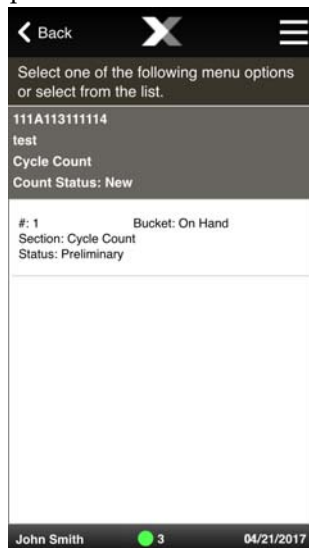 Back
Select one of the following menu options
or select from the list.
111A113111114
test
Cycle Count
Count Status: New
#: 1 Bucket: On Hand
Section: Cycle Count
Status: Preliminary
John Smith 3 04/21/2017